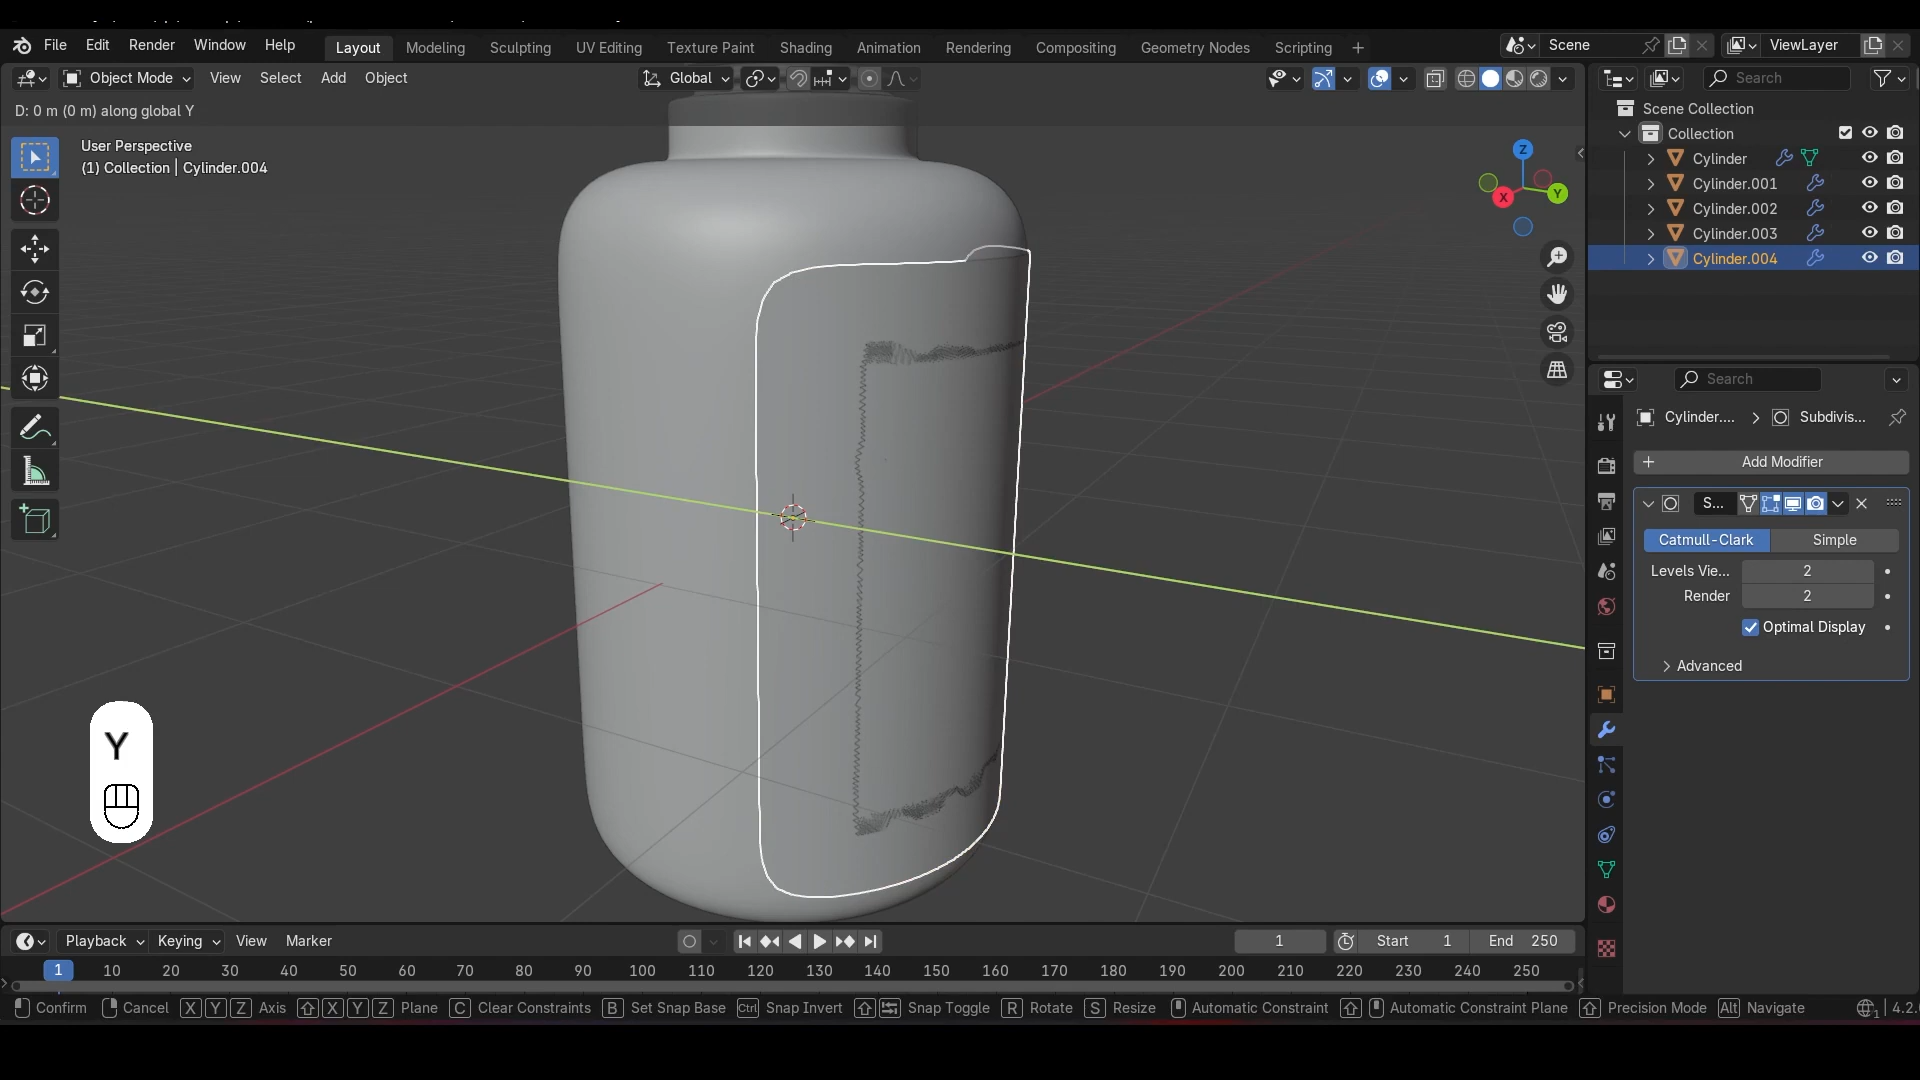 File Edit Render Window Help Layout Modeling Sculpting UV Editing Texture Paint Shading Animation Rendering Compositing Geometry Nodes Scripting Scene ViewLayer
Object Mode View Select Add Object Global Search
D: 0 m (0 m) along global Y
User Perspective
(1) Collection | Cylinder.004
Z
Y
X
Scene Collection
Collection
Cylinder
Cylinder.001
Cylinder.002
Cylinder.003
Cylinder.004
Search
Cylinder.... Subdivis...
Add Modifier
S...
Catmull-Clark Simple
Levels Vie... 2
Render 2
Optimal Display
Advanced
Y
Playback Keying View Marker 1 Start 1 End 250
1 10 20 30 40 50 60 70 80 90 100 110 120 130 140 150 160 170 180 190 200 210 220 230 240 250
Confirm Cancel X Y Z Axis X Y Z Plane C Clear Constraints B Set Snap Base Ctrl Snap Invert Snap Toggle R Rotate S Resize Automatic Constraint Automatic Constraint Plane Precision Mode Alt Navigate 1 4.2.